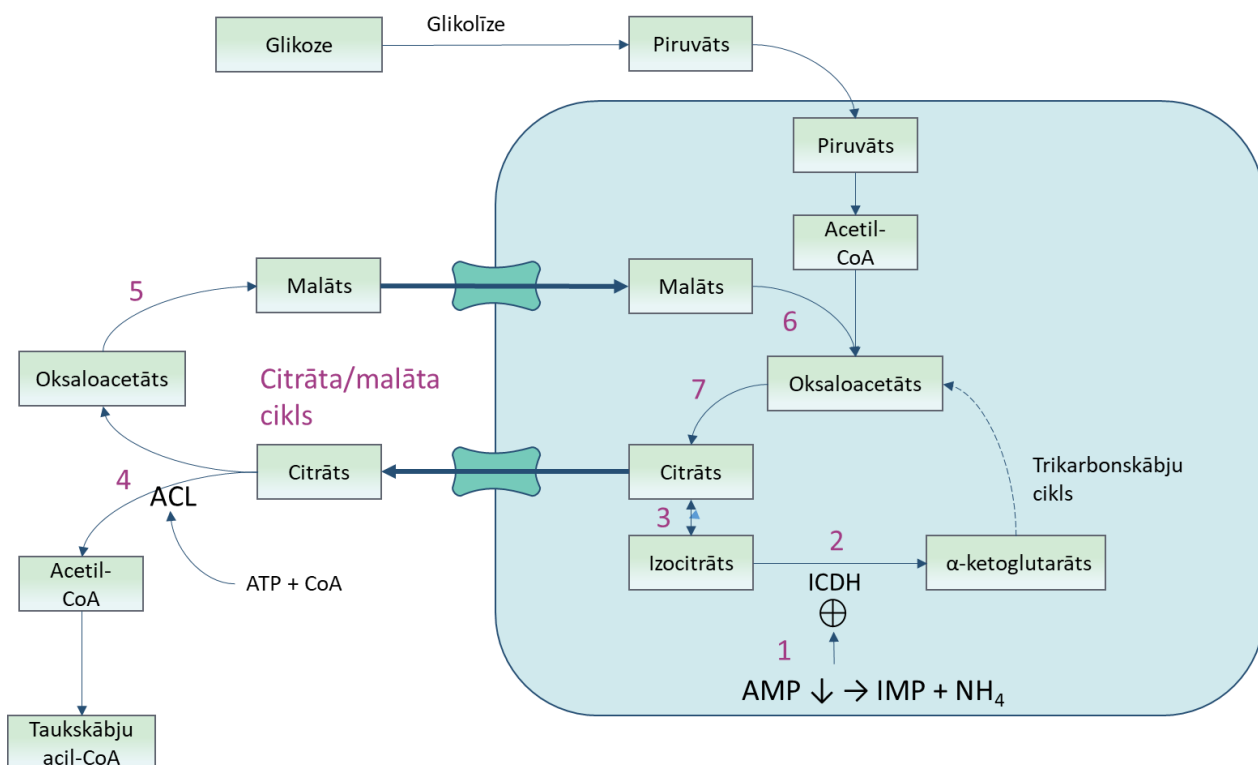 Glikoze
Glikolīze
Piruvāts
Piruvāts
Acetil-
CoA
5
Malāts
Malāts
6
Oksaloacetāts
Citrāta/malāta
cikls
7
Oksaloacetāts
4
ACL
Citrāts
Citrāts
3
Trikarbonskābju
cikls
Acetil-
CoA
ATP + CoA
Izocitrāts
2
ICDH
α-ketoglutarāts
1
AMP ↓ → IMP + NH₄
Taukskābju
acil-CoA